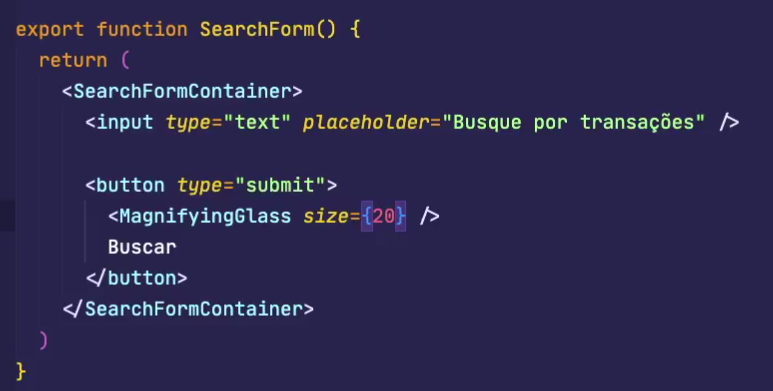 export function SearchForm() {
  return (
    <SearchFormContainer>
      <input type="text" placeholder="Busque por transações" />

      <button type="submit">
        <MagnifyingGlass size={20} />
        Buscar
      </button>
    </SearchFormContainer>
  )
}